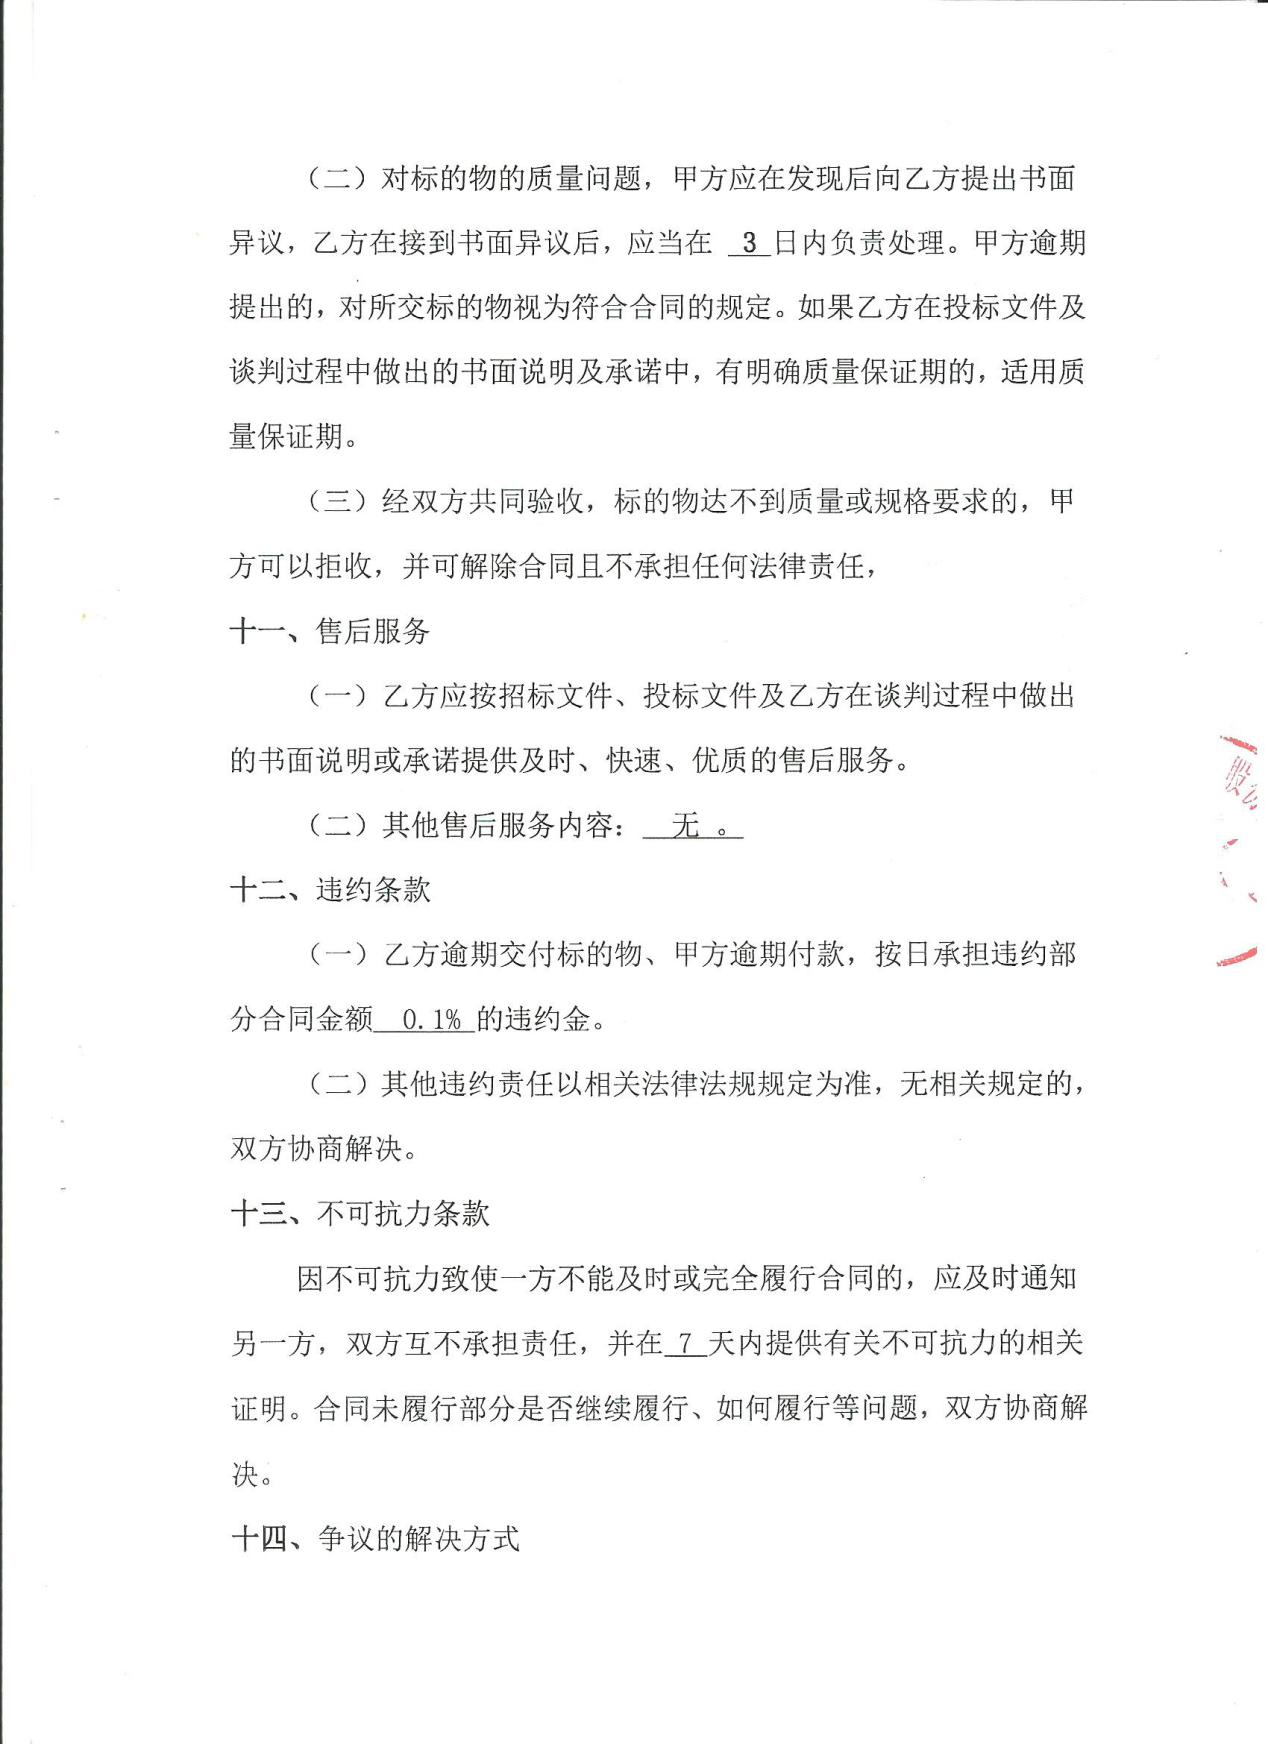 （二）对标的物的质量问题，甲方应在发现后向乙方提出书面
异议，乙方在接到书面异议后，应当在 3 日内负责处理。甲方逾期
提出的，对所交标的物视为符合合同的规定。如果乙方在投标文件及
谈判过程中做出的书面说明及承诺中，有明确质量保证期的，适用质
量保证期。
（三）经双方共同验收，标的物达不到质量或规格要求的，甲
方可以拒收，并可解除合同且不承担任何法律责任，
十一、售后服务
（一）乙方应按招标文件、投标文件及乙方在谈判过程中做出
的书面说明或承诺提供及时、快速、优质的售后服务。
（二）其他售后服务内容： 无 。
十二、违约条款
（一）乙方逾期交付标的物、甲方逾期付款，按日承担违约部
分合同金额 0.1% 的违约金。
（二）其他违约责任以相关法律法规规定为准，无相关规定的，
双方协商解决。
十三、不可抗力条款
因不可抗力致使一方不能及时或完全履行合同的，应及时通知
另一方，双方互不承担责任，并在 7 天内提供有关不可抗力的相关
证明。合同未履行部分是否继续履行、如何履行等问题，双方协商解
决。
十四、争议的解决方式
股